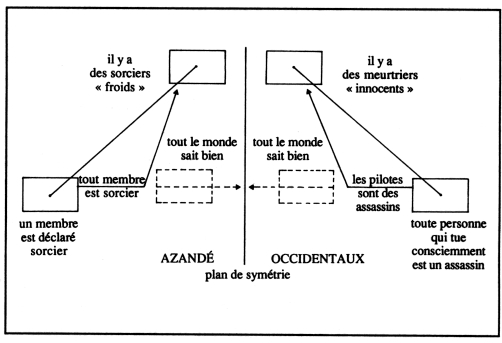 il y a
des sorciers
« froids »
il y a
des meurtriers
« innocents »
tout le monde
sait bien
tout le monde
sait bien
tout membre
est sorcier
les pilotes
sont des
assassins
un membre
est déclaré
sorcier
toute personne
qui tue
consciemment
est un assassin
AZANDÉ
OCCIDENTAUX
plan de symétrie